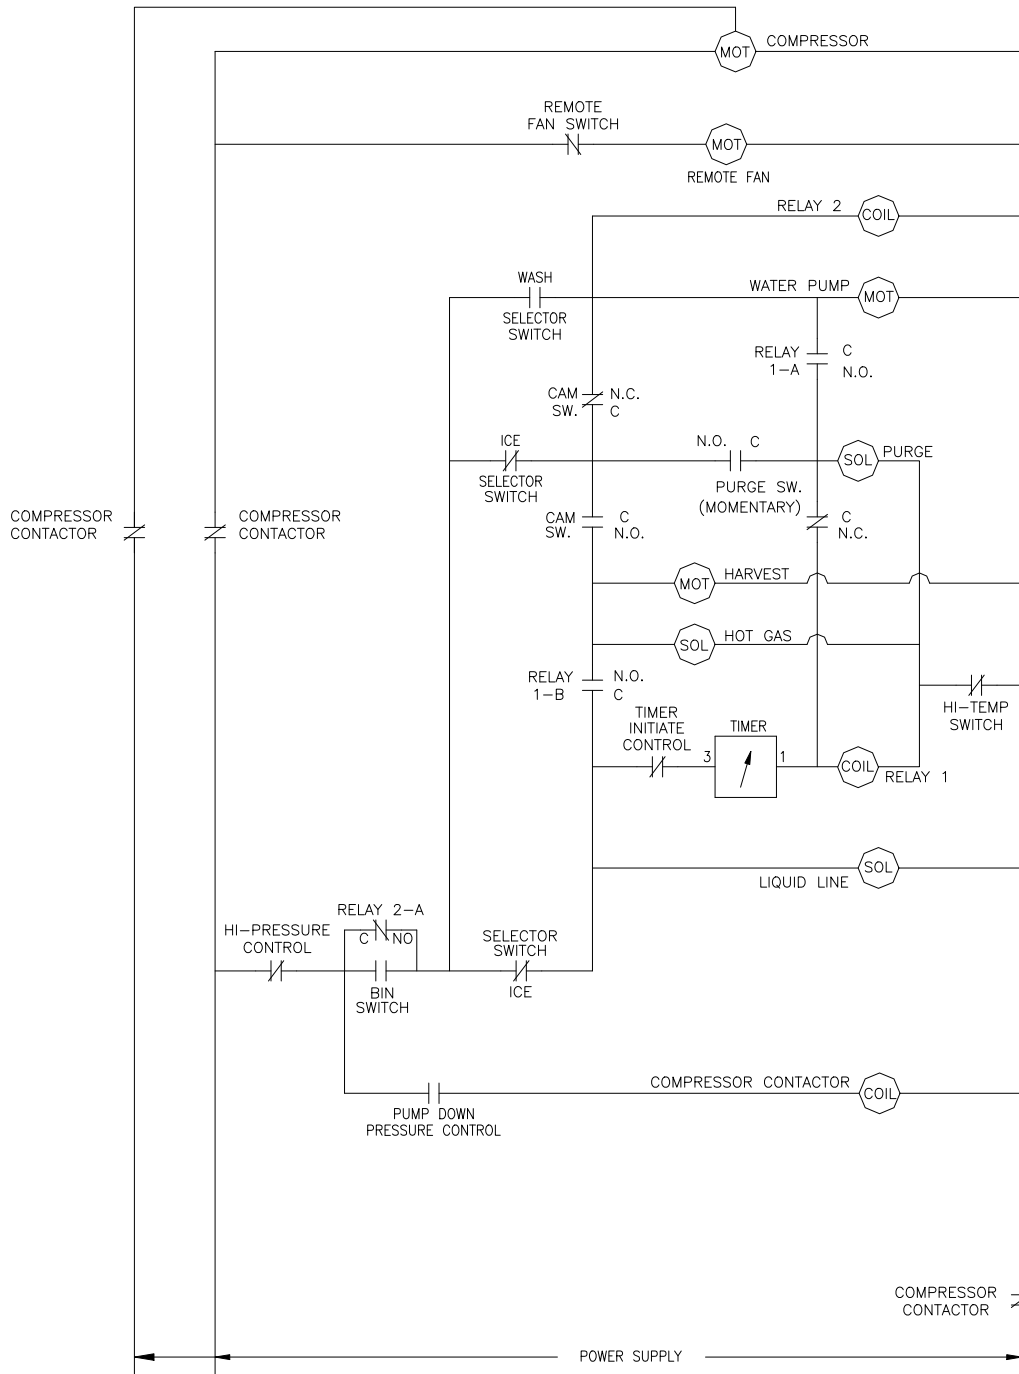 MOT COMPRESSOR
REMOTE
FAN SWITCH
MOT
REMOTE FAN
RELAY 2 COIL
WASH
SELECTOR
SWITCH
WATER PUMP MOT
RELAY
1-A
C
N.O.
CAM
SW.
N.C.
C
ICE
SELECTOR
SWITCH
N.O. C
PURGE SW.
(MOMENTARY)
SOL PURGE
COMPRESSOR
CONTACTOR
COMPRESSOR
CONTACTOR
CAM
SW.
C
N.O.
C
N.C.
MOT HARVEST
SOL HOT GAS
RELAY
1-B
N.O.
C
HI-TEMP
SWITCH
TIMER
INITIATE
CONTROL
TIMER
3 1
COIL RELAY 1
LIQUID LINE SOL
RELAY 2-A
C NO
HI-PRESSURE
CONTROL
BIN
SWITCH
SELECTOR
SWITCH
ICE
COMPRESSOR CONTACTOR COIL
PUMP DOWN
PRESSURE CONTROL
COMPRESSOR
CONTACTOR
POWER SUPPLY